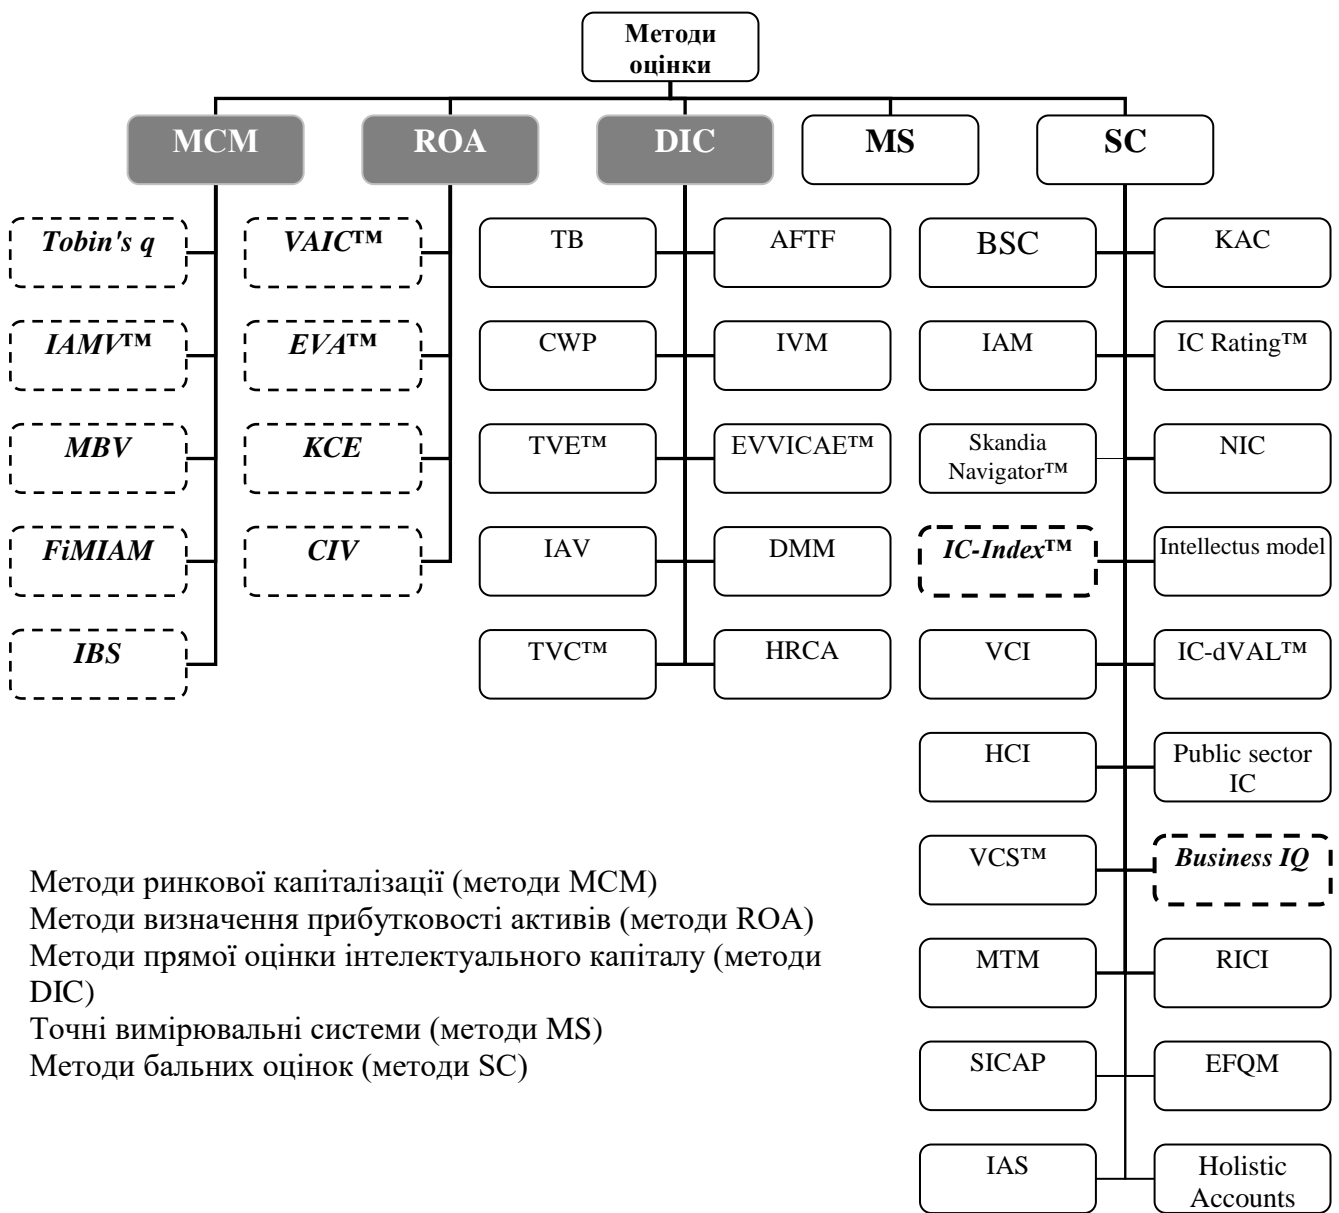 Методи
оцінки
MCM
ROA
DIC
MS
SC
Tobin's q
VAIC™
TB
AFTF
BSC
KAC
IAMV™
EVA™
CWP
IVM
IAM
IC Rating™
MBV
KCE
TVE™
EVVICAE™
Skandia
Navigator™
NIC
FiMIAM
CIV
IAV
DMM
IC-Index™
Intellectus model
IBS
TVC™
HRCA
VCI
IC-dVAL™
HCI
Public sector
IC
VCS™
Business IQ
MTM
RICI
SICAP
EFQM
IAS
Holistic
Accounts
Методи ринкової капіталізації (методи MCM)
Методи визначення прибутковості активів (методи ROA)
Методи прямої оцінки інтелектуального капіталу (методи
DIC)
Точні вимірювальні системи (методи MS)
Методи бальних оцінок (методи SC)